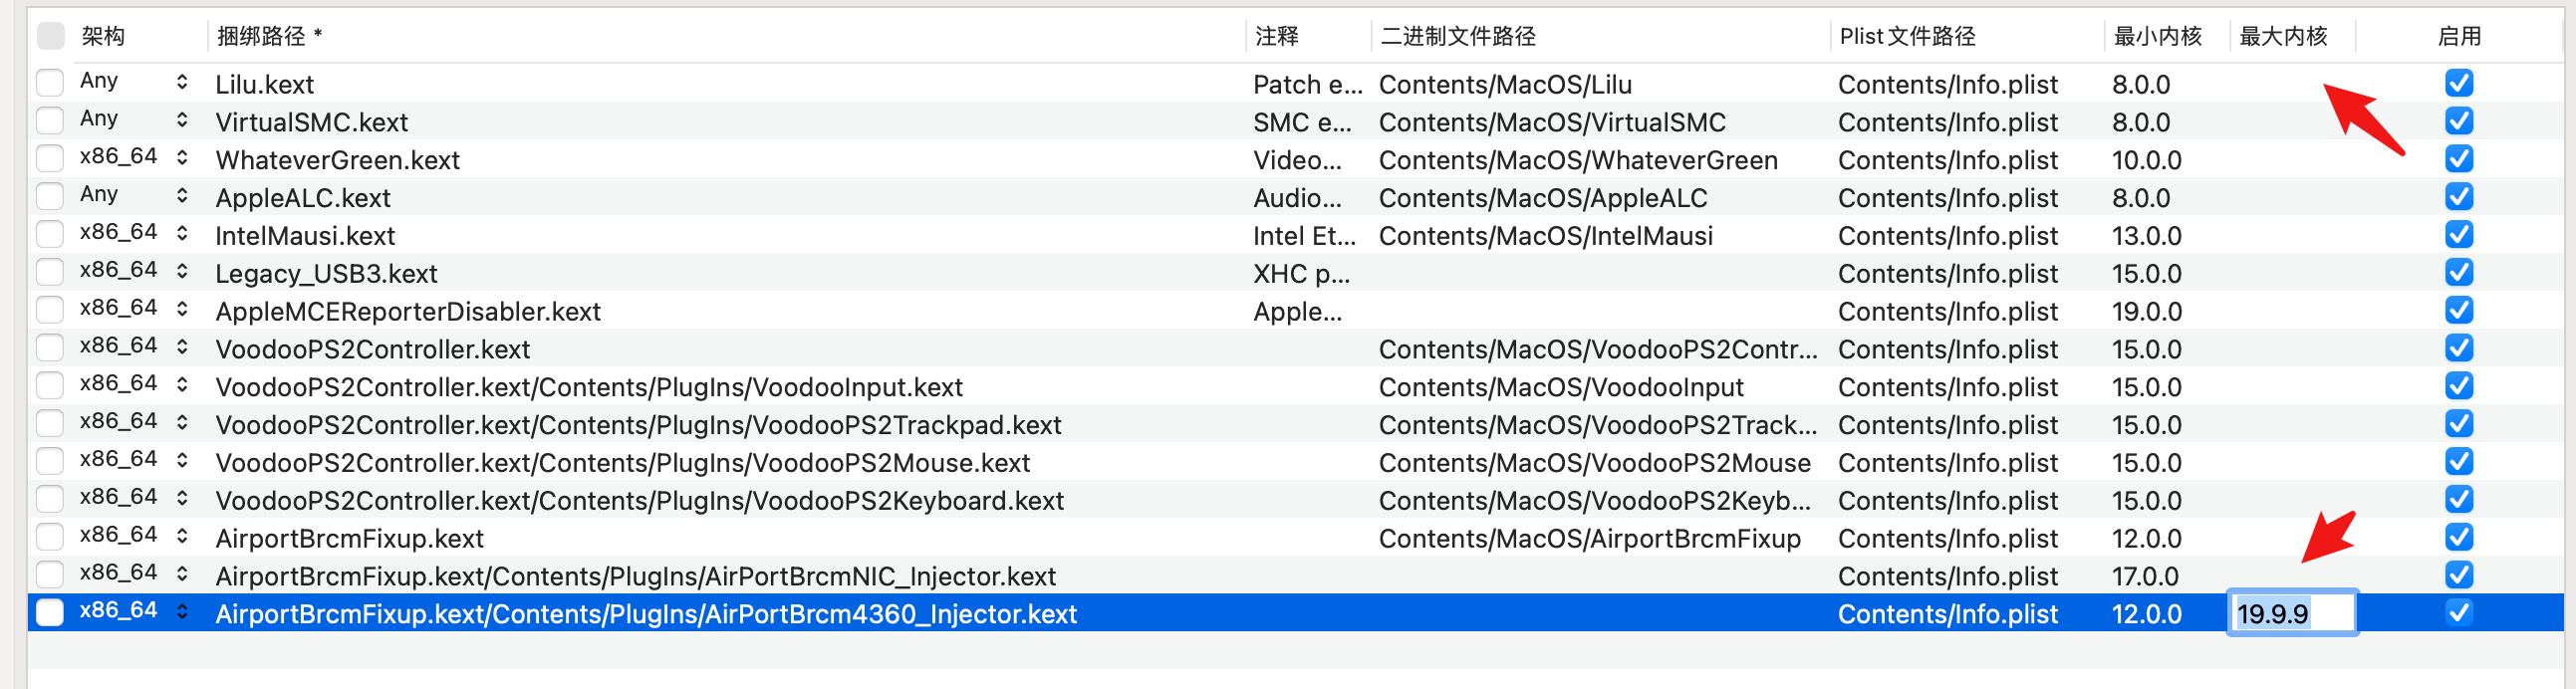 架构 捆绑路径 * 注释 二进制文件路径 Plist 文件路径 最小内核 最大内核 启用
Any Lilu.kext Patch e... Contents/MacOS/Lilu Contents/Info.plist 8.0.0
Any VirtualSMC.kext SMC e... Contents/MacOS/VirtualSMC Contents/Info.plist 8.0.0
x86_64 WhateverGreen.kext Video... Contents/MacOS/WhateverGreen Contents/Info.plist 10.0.0
Any AppleALC.kext Audio... Contents/MacOS/AppleALC Contents/Info.plist 8.0.0
x86_64 IntelMausi.kext Intel Et... Contents/MacOS/IntelMausi Contents/Info.plist 13.0.0
x86_64 Legacy_USB3.kext XHC p... Contents/Info.plist 15.0.0
x86_64 AppleMCEReporterDisabler.kext Apple... Contents/Info.plist 19.0.0
x86_64 VoodooPS2Controller.kext Contents/MacOS/VoodooPS2Contr... Contents/Info.plist 15.0.0
x86_64 VoodooPS2Controller.kext/Contents/PlugIns/VoodooInput.kext Contents/MacOS/VoodooInput Contents/Info.plist 15.0.0
x86_64 VoodooPS2Controller.kext/Contents/PlugIns/VoodooPS2Trackpad.kext Contents/MacOS/VoodooPS2Track... Contents/Info.plist 15.0.0
x86_64 VoodooPS2Controller.kext/Contents/PlugIns/VoodooPS2Mouse.kext Contents/MacOS/VoodooPS2Mouse Contents/Info.plist 15.0.0
x86_64 VoodooPS2Controller.kext/Contents/PlugIns/VoodooPS2Keyboard.kext Contents/MacOS/VoodooPS2Keyb... Contents/Info.plist 15.0.0
x86_64 AirportBrcmFixup.kext Contents/MacOS/AirportBrcmFixup Contents/Info.plist 12.0.0
x86_64 AirportBrcmFixup.kext/Contents/PlugIns/AirPortBrcmNIC_Injector.kext Contents/Info.plist 17.0.0
x86_64 AirportBrcmFixup.kext/Contents/PlugIns/AirPortBrcm4360_Injector.kext Contents/Info.plist 12.0.0 19.9.9